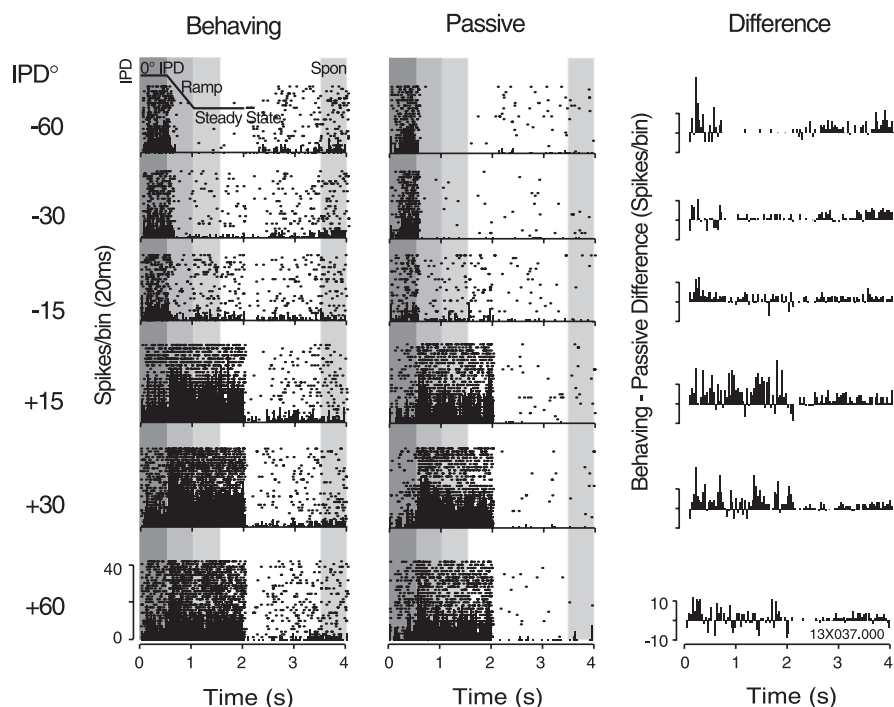 Behaving
Passive
Difference
IPD°
IPD
0° IPD
Ramp
Steady State
Spon
-60
-30
-15
+15
+30
+60
Spikes/bin (20ms)
40
0
Behaving - Passive Difference (Spikes/bin)
10
-10
13X037.000
0 1 2 3 4
0 1 2 3 4
0 1 2 3 4
Time (s)
Time (s)
Time (s)